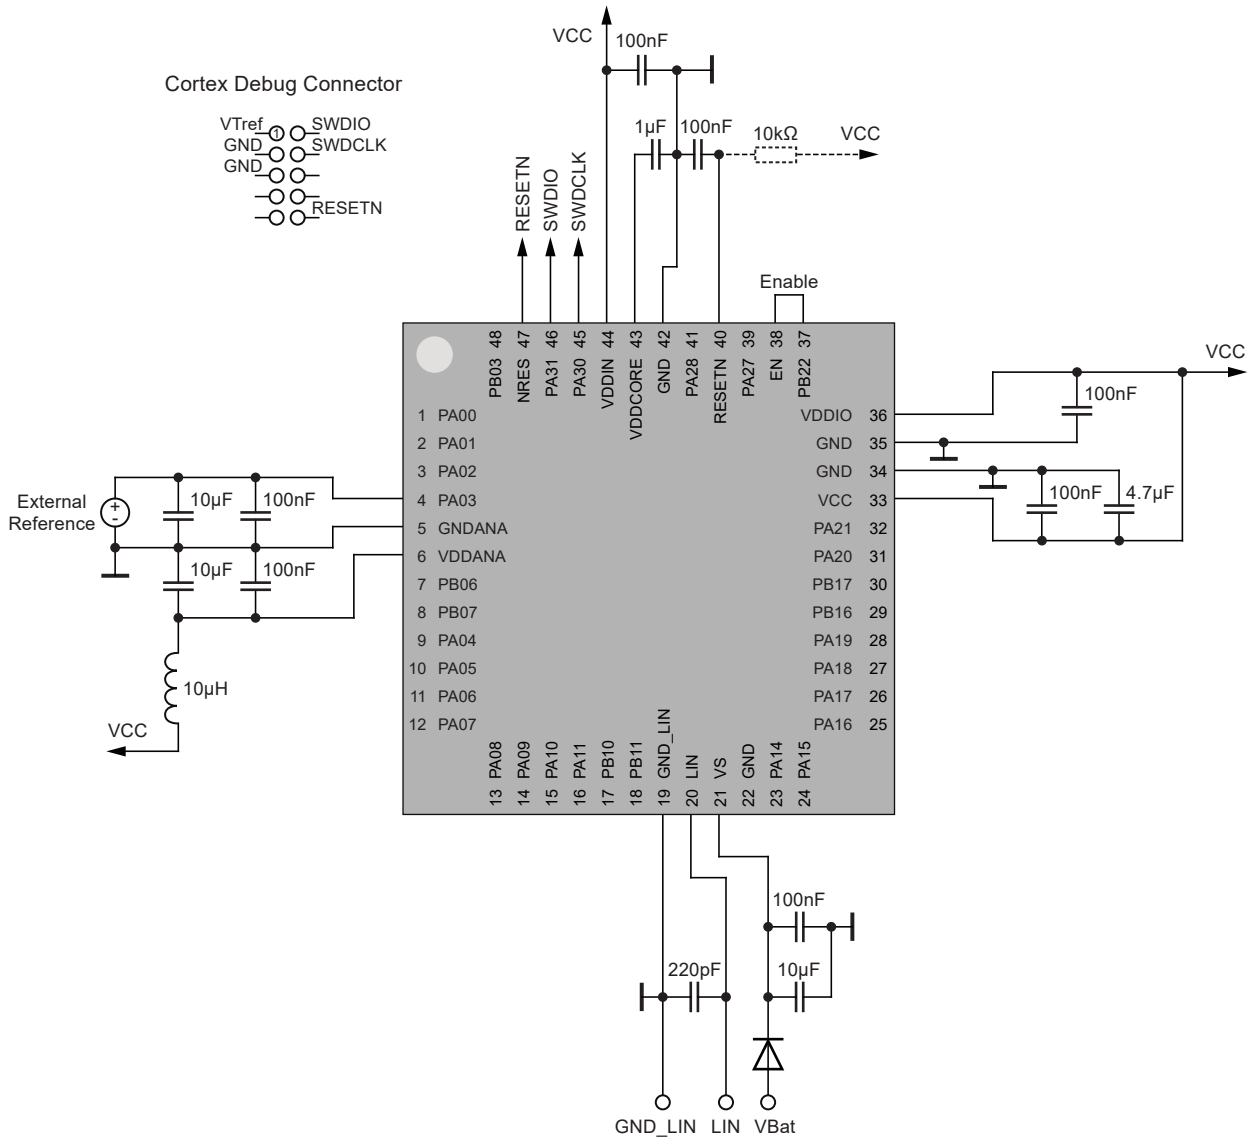 VCC
100nF
Cortex Debug Connector
VTref 1 SWDIO
GND SWDCLK
GND
RESETN
1µF 100nF 10kΩ VCC
RESETN
SWDIO
SWDCLK
Enable
48 PB03
47 NRES
46 PA31
45 PA30
44 VDDIN
43 VDDCORE
42 GND
41 PA28
40 RESETN
39 PA27
38 EN
37 PB22
1 PA00
2 PA01
3 PA02
4 PA03
5 GNDANA
6 VDDANA
7 PB06
8 PB07
9 PA04
10 PA05
11 PA06
12 PA07
VDDIO 36
GND 35
GND 34
VCC 33
PA21 32
PA20 31
PB17 30
PB16 29
PA19 28
PA18 27
PA17 26
PA16 25
VCC
100nF
100nF 4.7µF
External
Reference
+
-
10µF 100nF
10µF 100nF
10µH
VCC
13 PA08
14 PA09
15 PA10
16 PA11
17 PB10
18 PB11
19 GND_LIN
20 LIN
21 VS
22 GND
23 PA14
24 PA15
100nF
220pF 10µF
GND_LIN LIN VBat